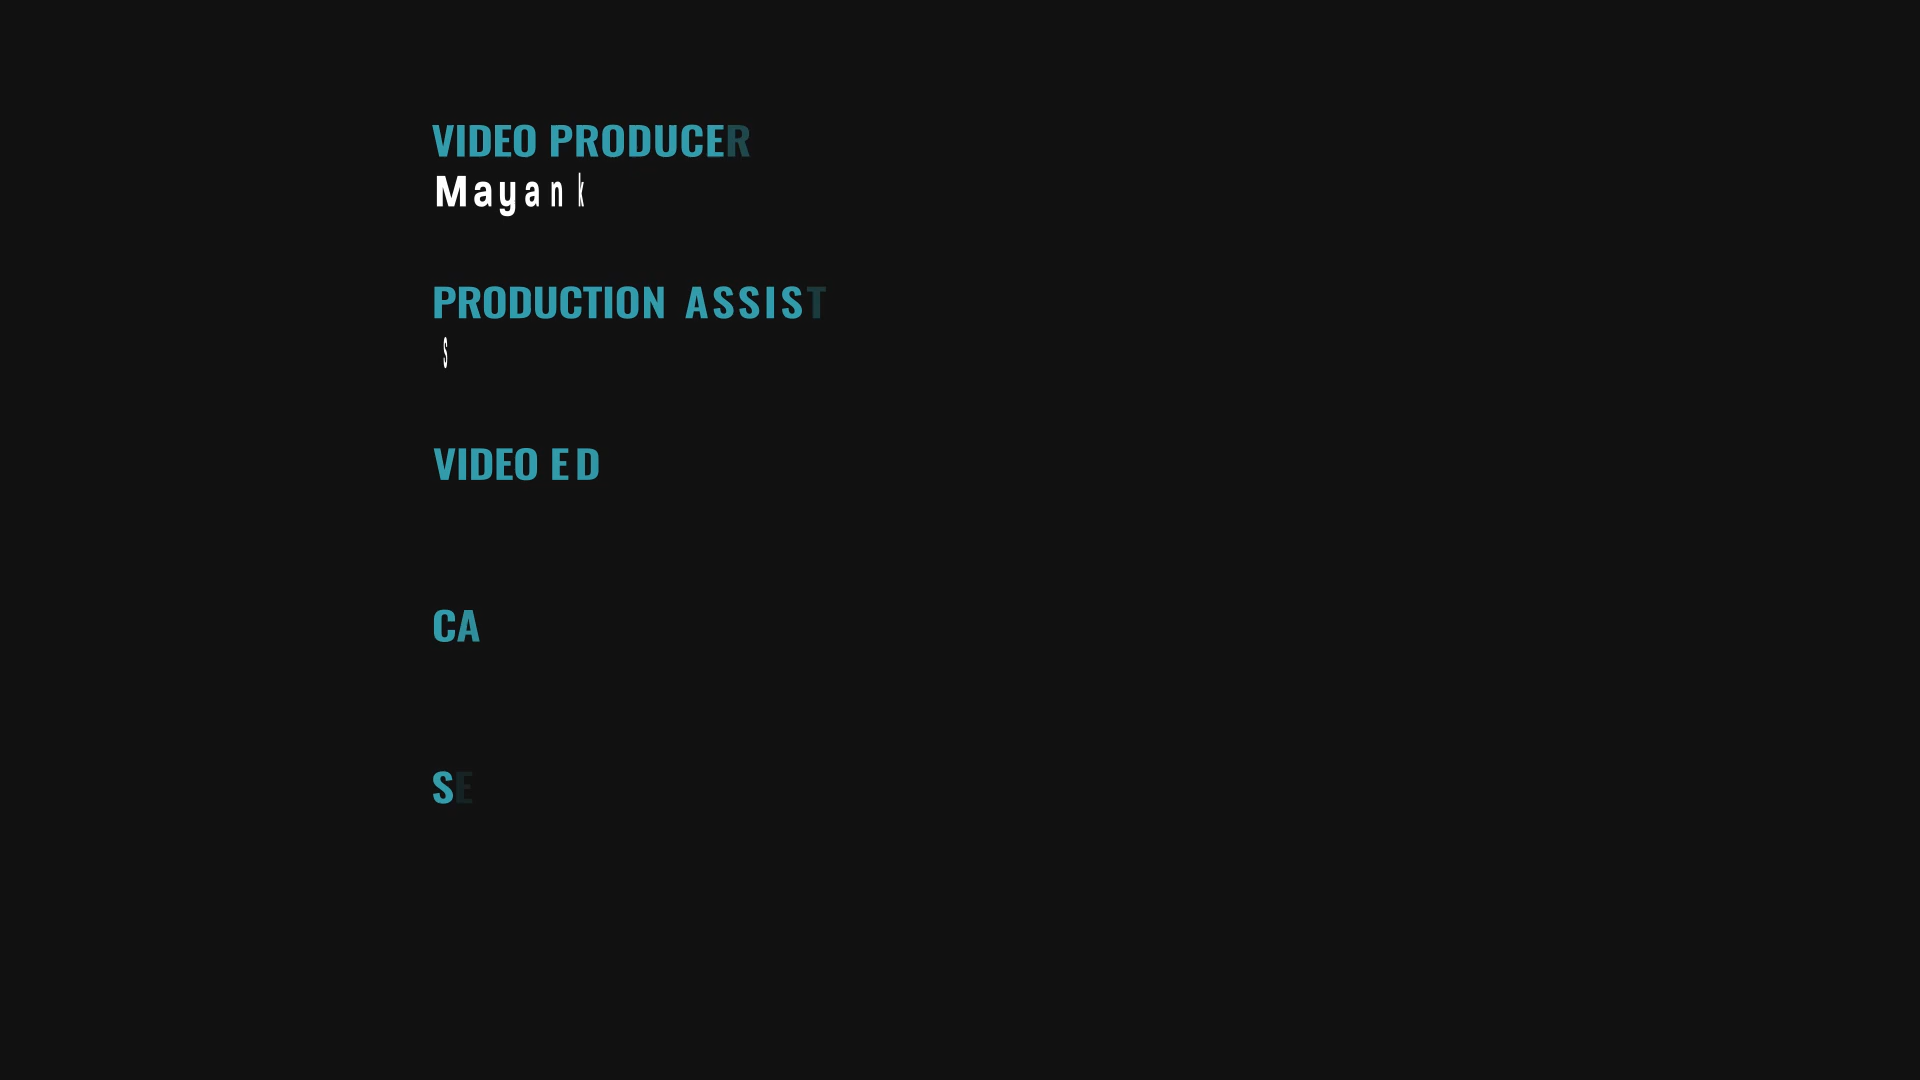 VIDEO PRODUCER
Mayank
PRODUCTION ASSIST
s
VIDEO ED
CA
SE